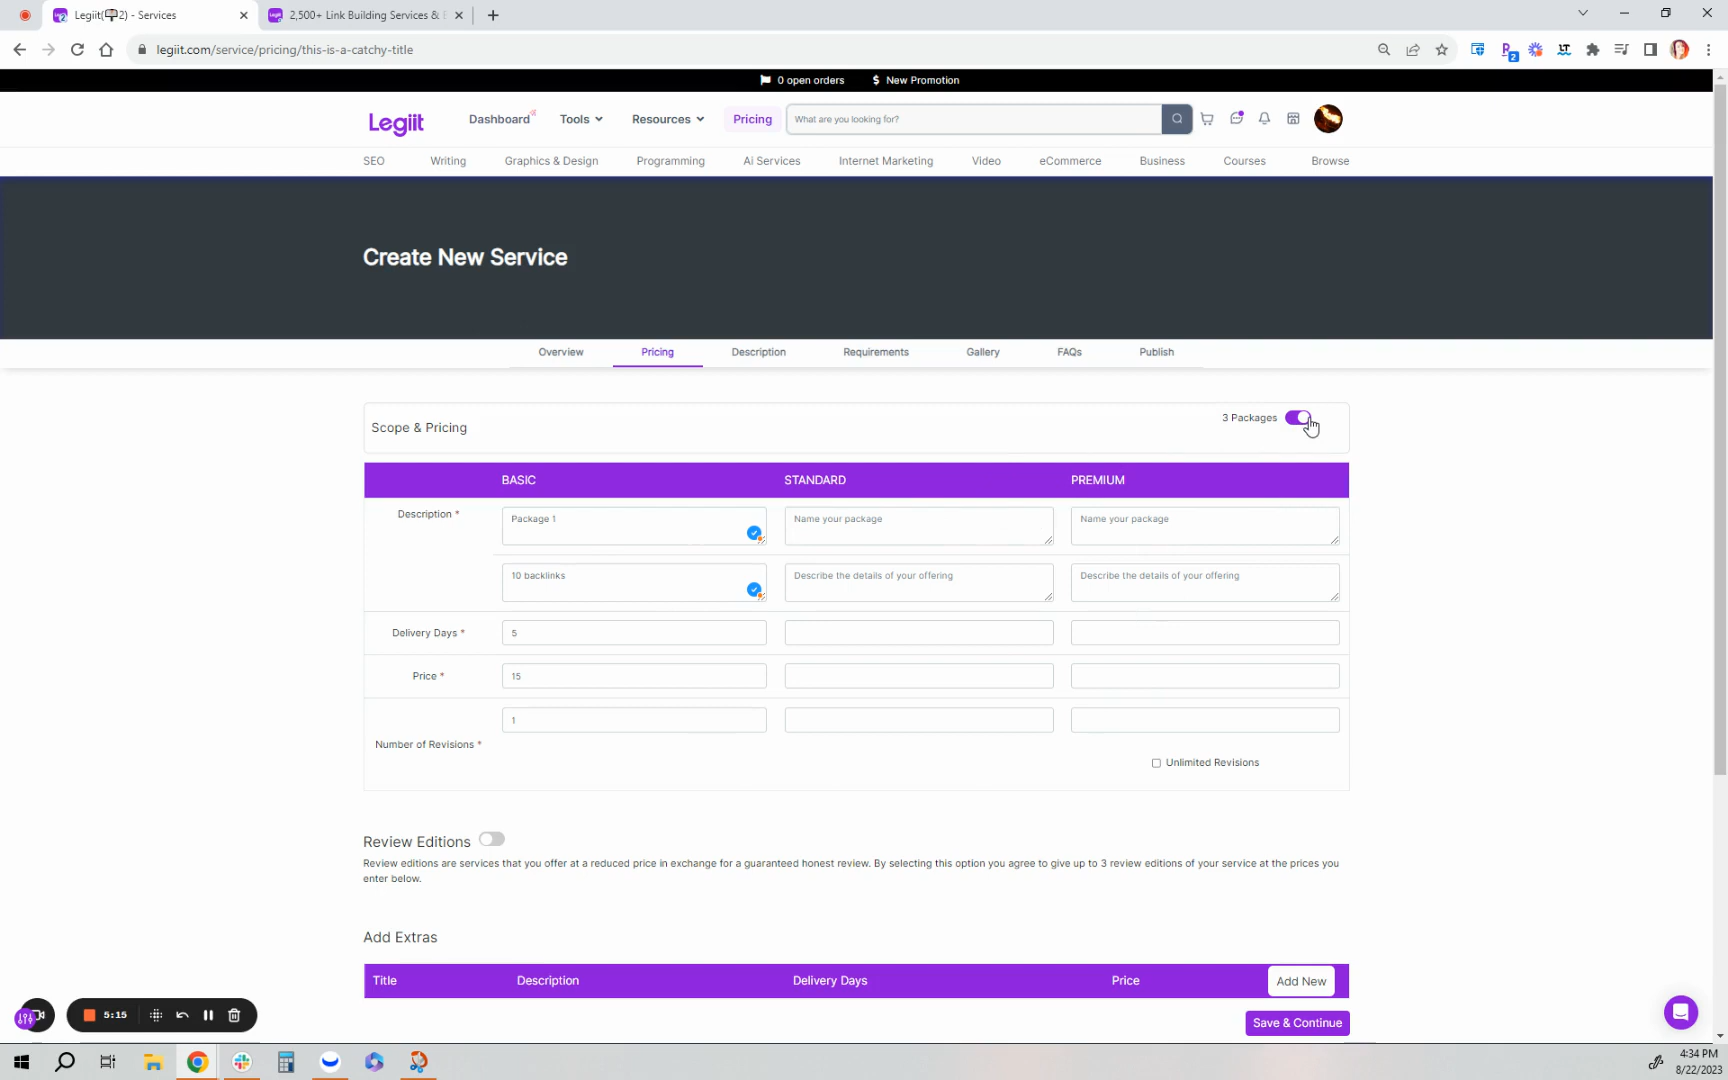 Legiit(2) - Services
2,500+ Link Building Services &
legiit.com/service/pricing/this-is-a-catchy-title
2
0 open orders
$ New Promotion
Legiit
Dashboard
Tools
Resources
Pricing
What are you looking for?
SEO
Writing
Graphics & Design
Programming
Ai Services
Internet Marketing
Video
eCommerce
Business
Courses
Browse
Create New Service
Overview
Pricing
Description
Requirements
Gallery
FAQs
Publish
Scope & Pricing
3 Packages
BASIC
STANDARD
PREMIUM
Description *
Package 1
Name your package
Name your package
10 backlinks
Describe the details of your offering
Describe the details of your offering
Delivery Days *
5
Price *
15
Number of Revisions *
1
Unlimited Revisions
Review Editions
Review editions are services that you offer at a reduced price in exchange for a guaranteed honest review. By selecting this option you agree to give up to 3 review editions of your service at the prices you
enter below.
Add Extras
Title
Description
Delivery Days
Price
Add New
Save & Continue
5:15
4:34 PM
8/22/2023